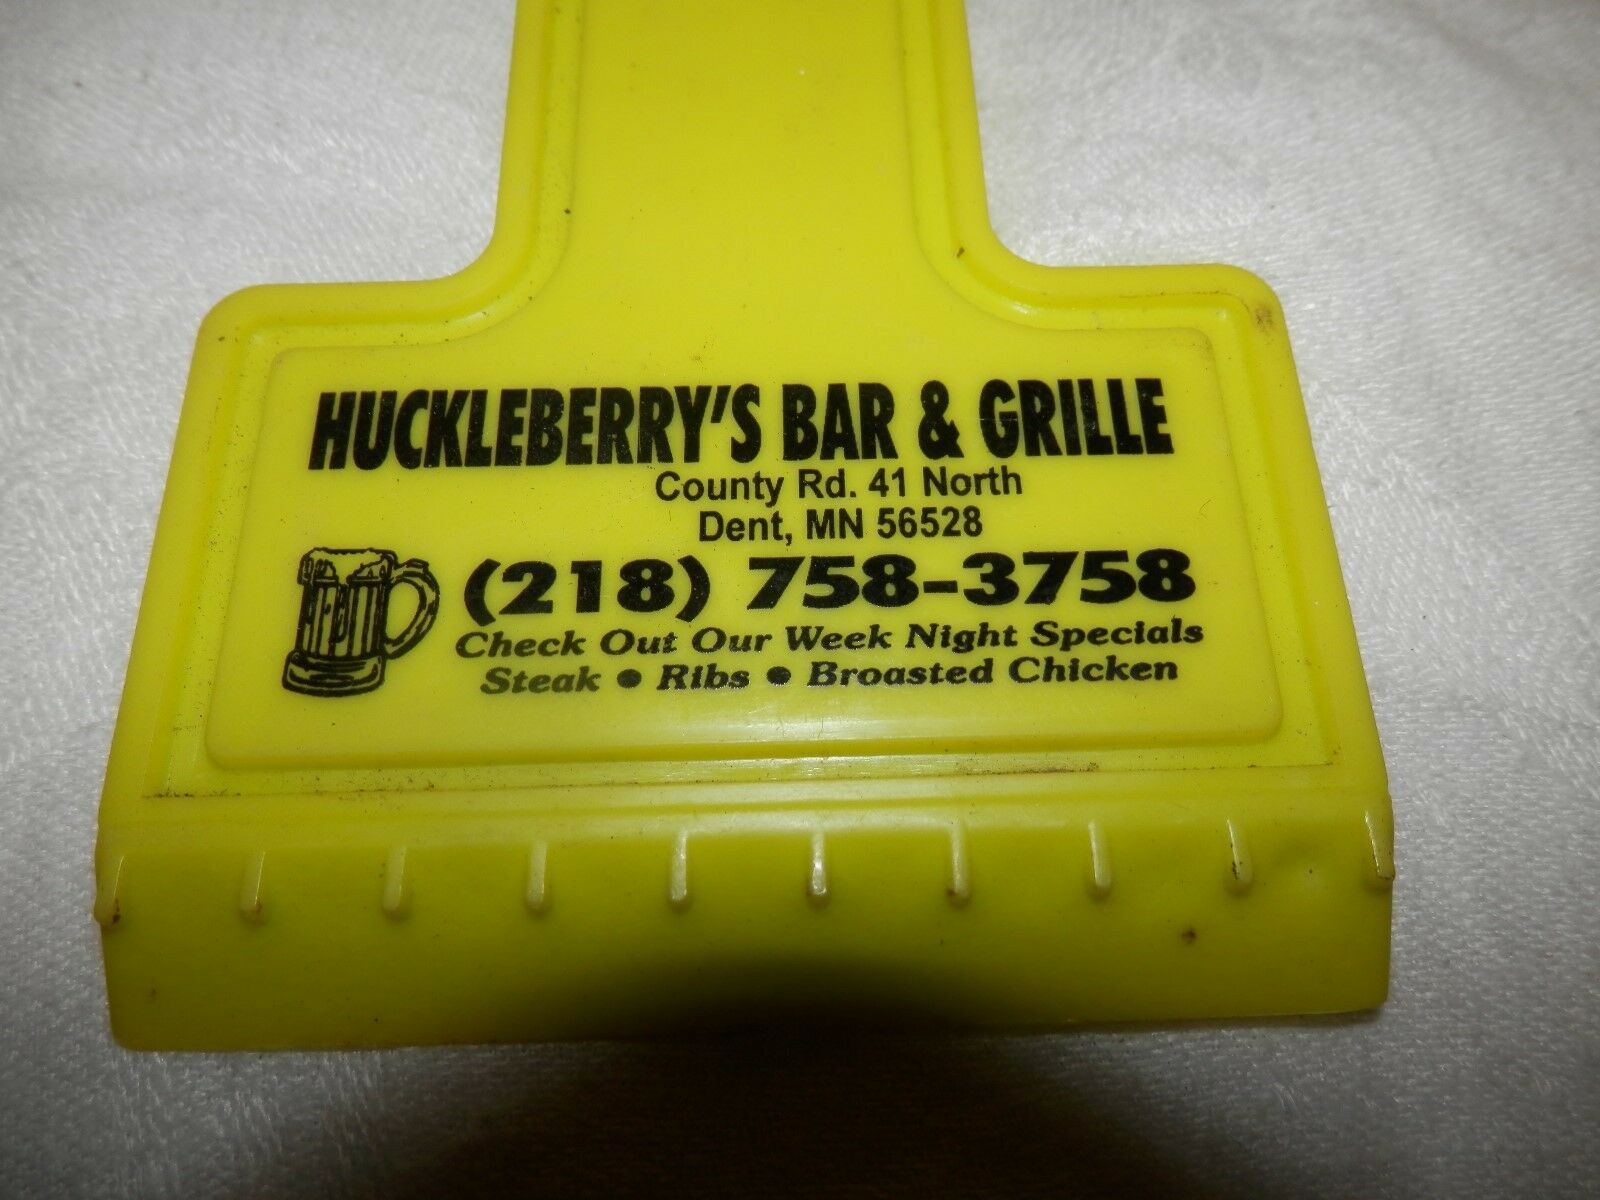 HUCKLEBERRY'S BAR & GRILLE
County Rd. 41 North
Dent, MN 56528
(218) 758-3758
Check Out Our Week Night Specials
Steak • Ribs • Broasted Chicken